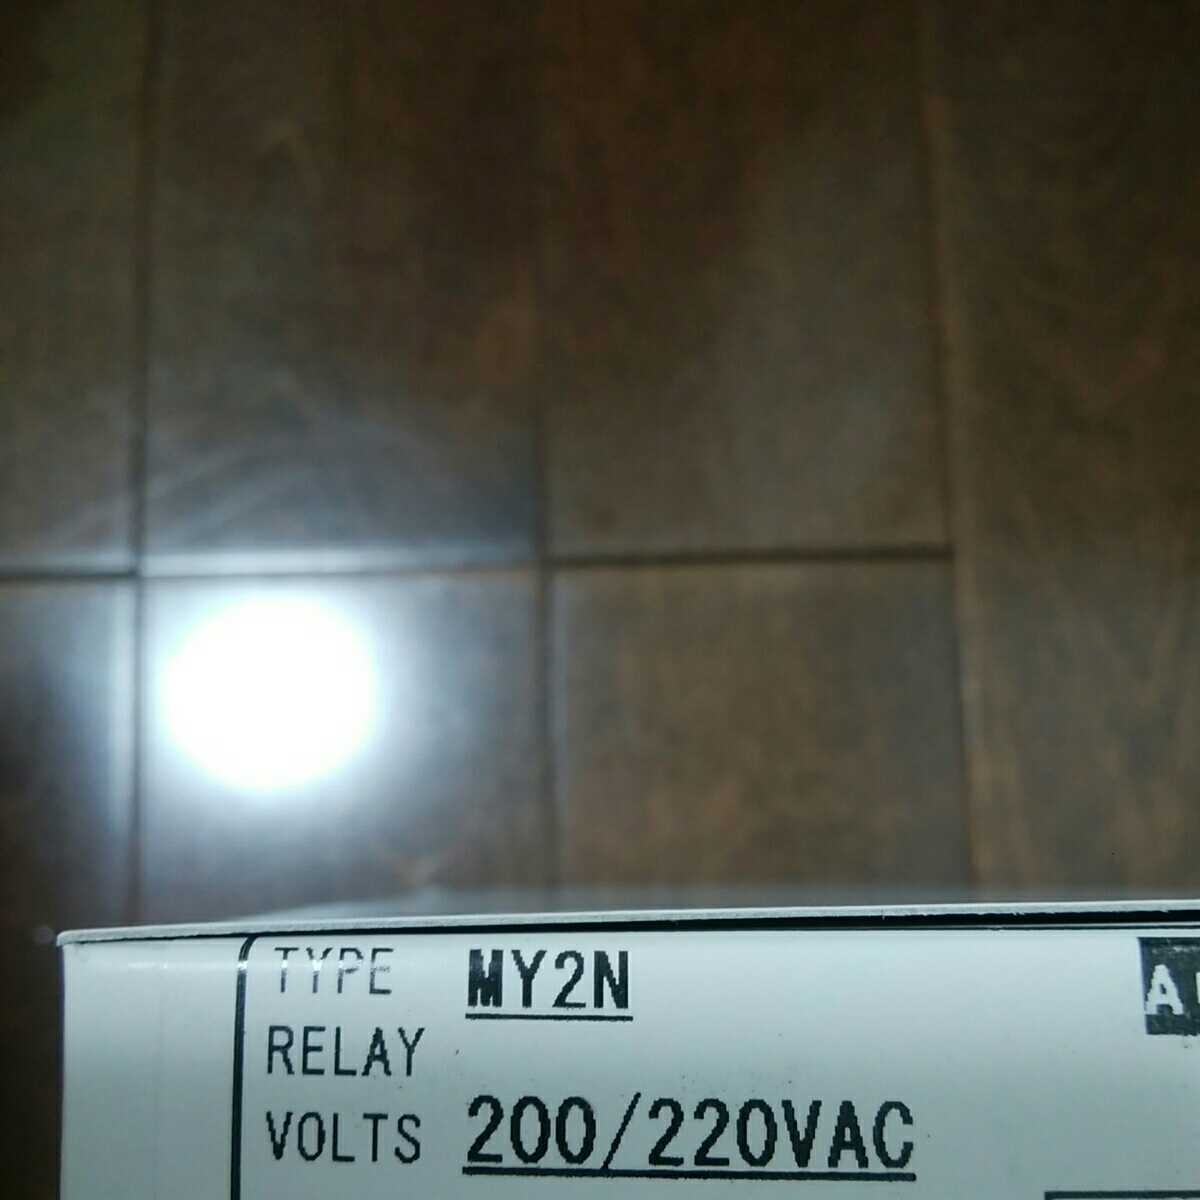 TYPE MY2N
RELAY
VOLTS 200/220VAC